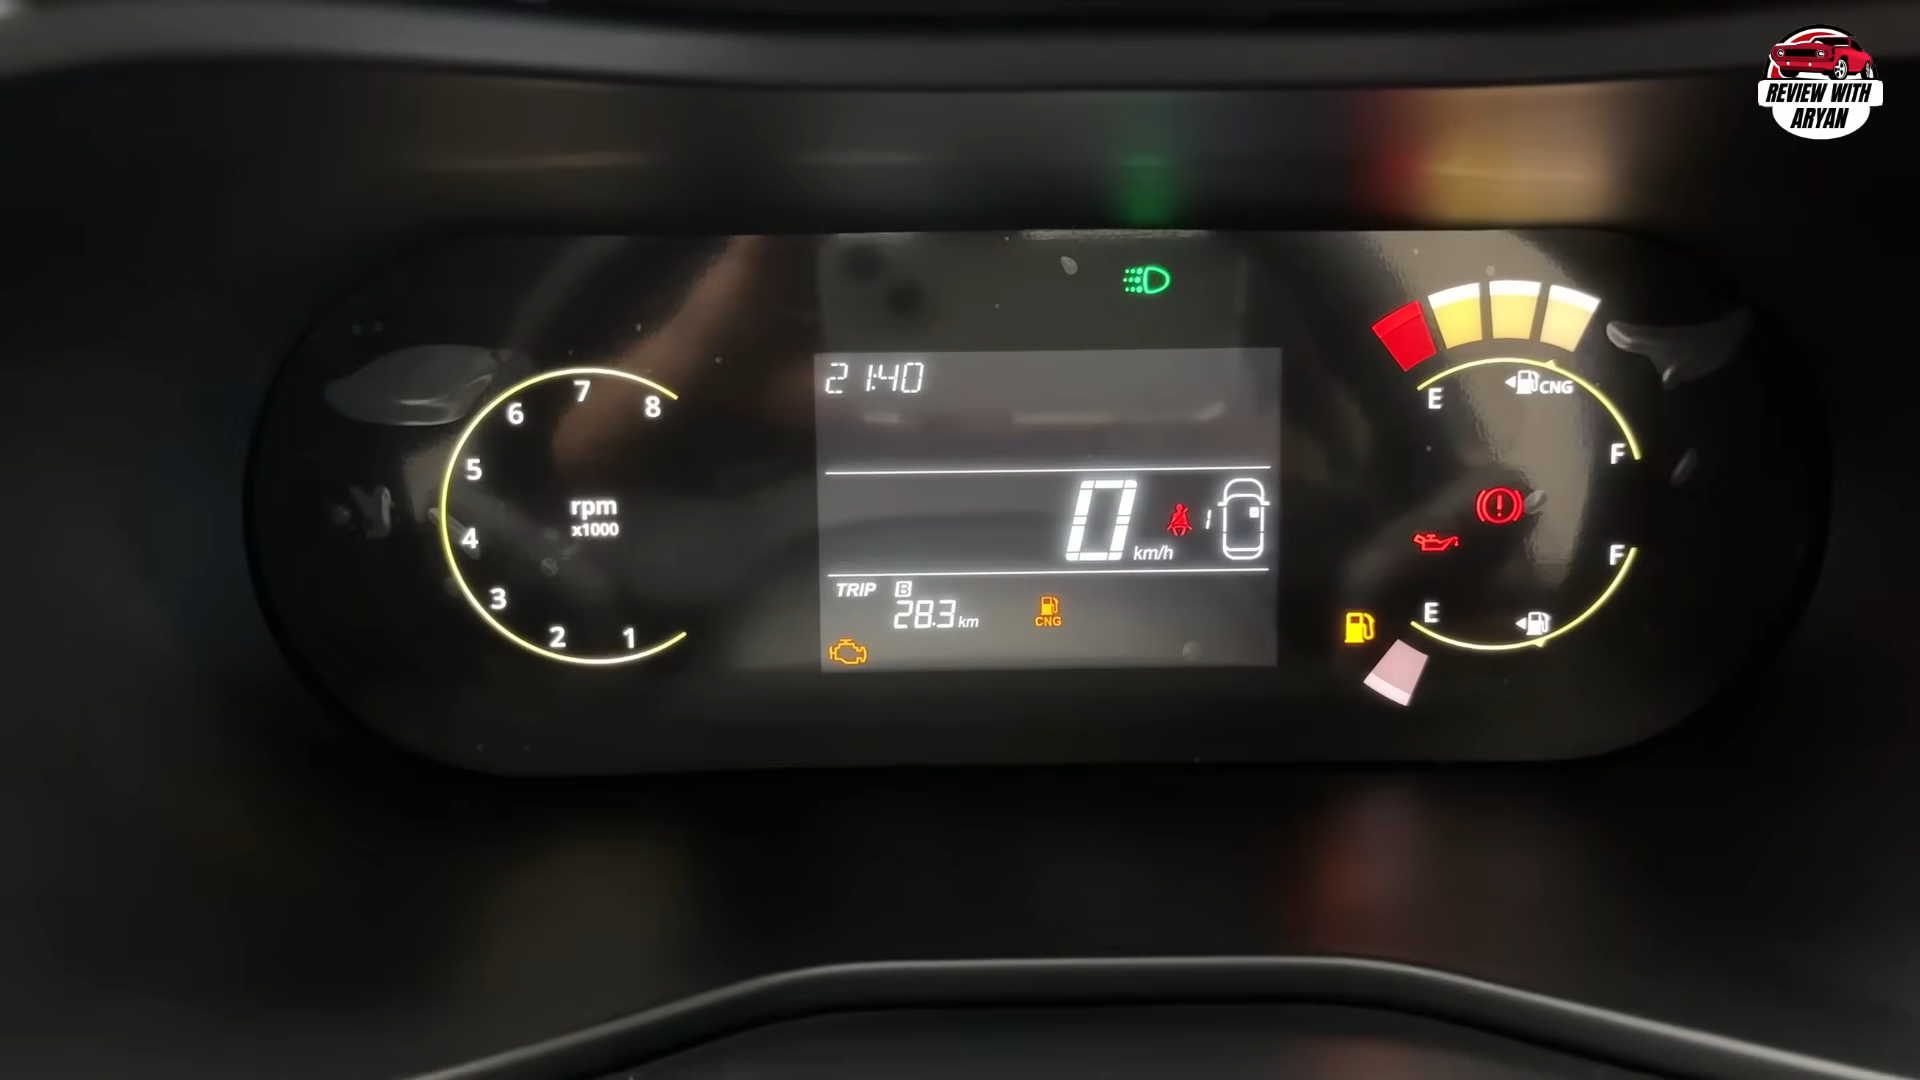 REVIEW WITH
ARYAN
21:40
7
8
6
5
4
3
2
1
rpm
x1000
0
km/h
1
TRIP B
28.3 km
CNG
E
CNG
F
F
E